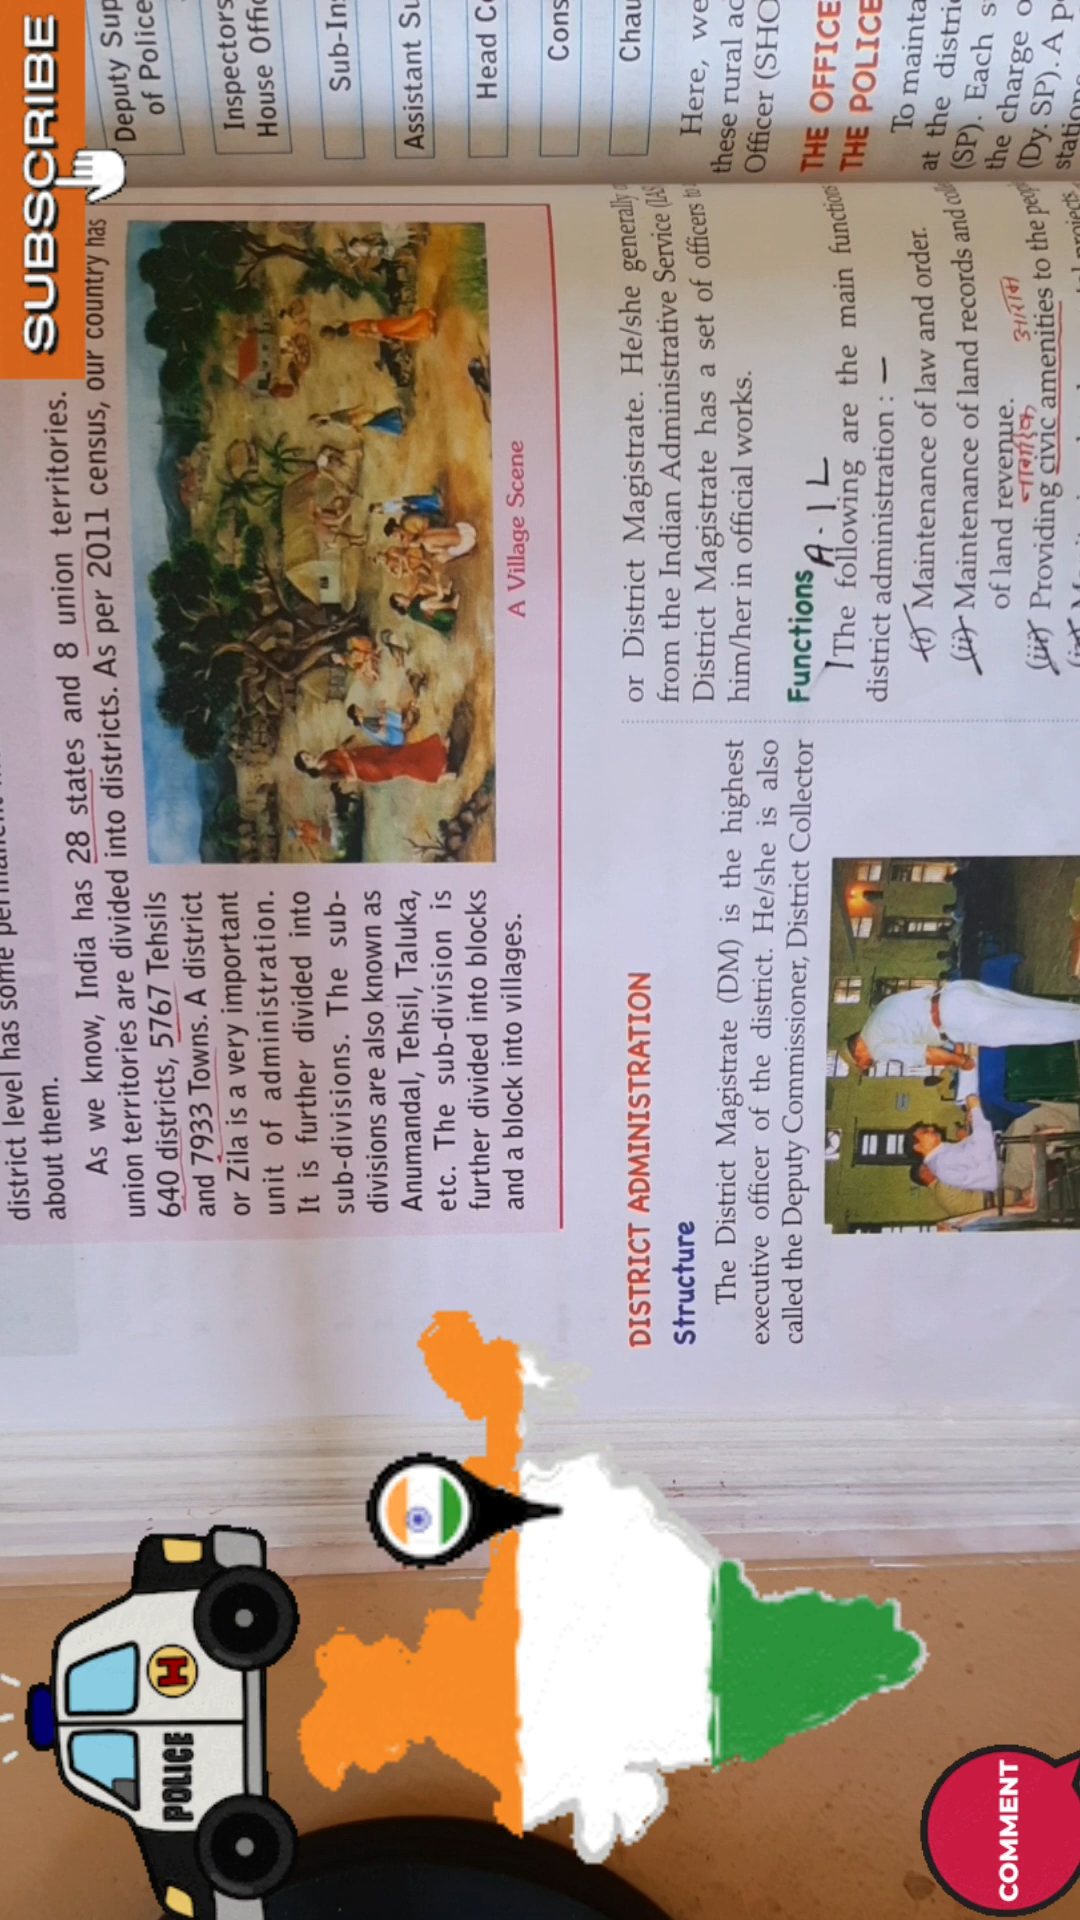 SUBSCRIBE
district level has some
about them.
As we know, India has 28 states and 8 union territories.
union territories are divided into districts. As per 2011 census, our country has
640 districts, 5767 Tehsils
and 7933 Towns. A district
or Zila is a very important
unit of administration.
It is further divided into
sub-divisions. The sub-
divisions are also known as
Anumandal, Tehsil, Taluka,
etc. The sub-division is
further divided into blocks
and a block into villages.
A Village Scene
DISTRICT ADMINISTRATION
Structure
The District Magistrate (DM) is the highest
executive officer of the district. He/she is also
called the Deputy Commissioner, District Collector
or District Magistrate. He/she generally
from the Indian Administrative Service (IAS
District Magistrate has a set of officers to
him/her in official works.
Functions A.1L
The following are the main functions
district administration : –
(i) Maintenance of law and order.
(ii) Maintenance of land records and
of land revenue.
नागरिक आराम
(iii) Providing civic amenities to the
Deputy Sup
of Police
Inspectors
House Offic
Sub-In
Assistant Su
Head Co
Cons
Chau
Here, we
these rural
Officer (SHO
THE OFFICE
THE POLICE
To mainta
at the distri
(SP). Each
the charge o
(Dy. SP). A
POLICE
H
COMMENT